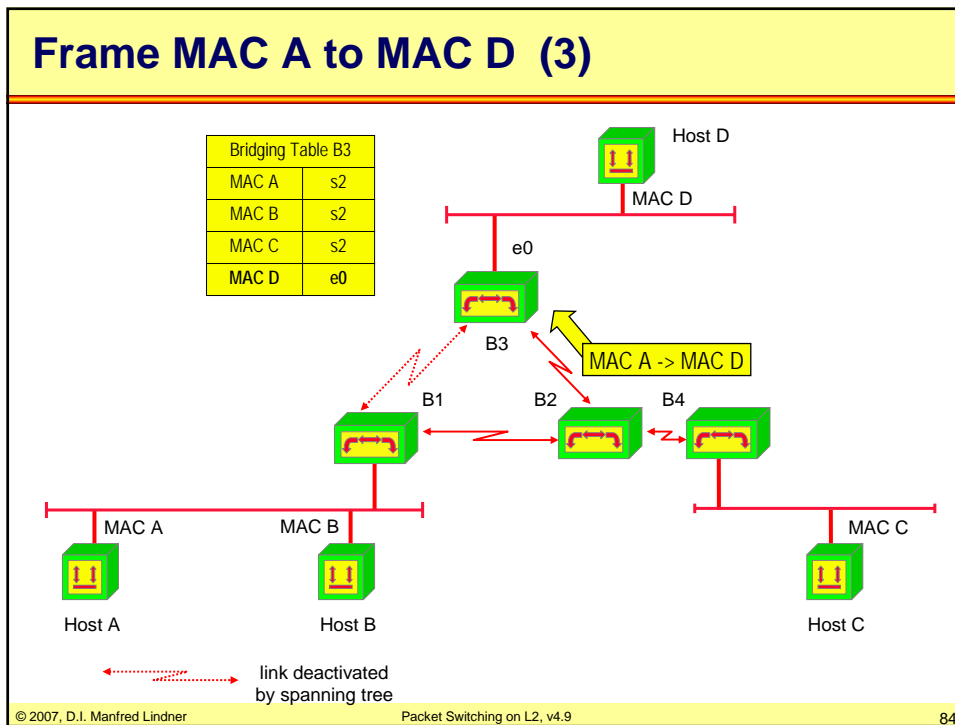 Frame MAC A to MAC D (3)
Bridging Table B3
MAC A s2
MAC B s2
MAC C s2
MAC D e0
Host D
MAC D
e0
B3
MAC A -> MAC D
B1
B2
B4
MAC A
MAC B
MAC C
Host A
Host B
Host C
link deactivated
by spanning tree
© 2007, D.I. Manfred Lindner
Packet Switching on L2, v4.9
84